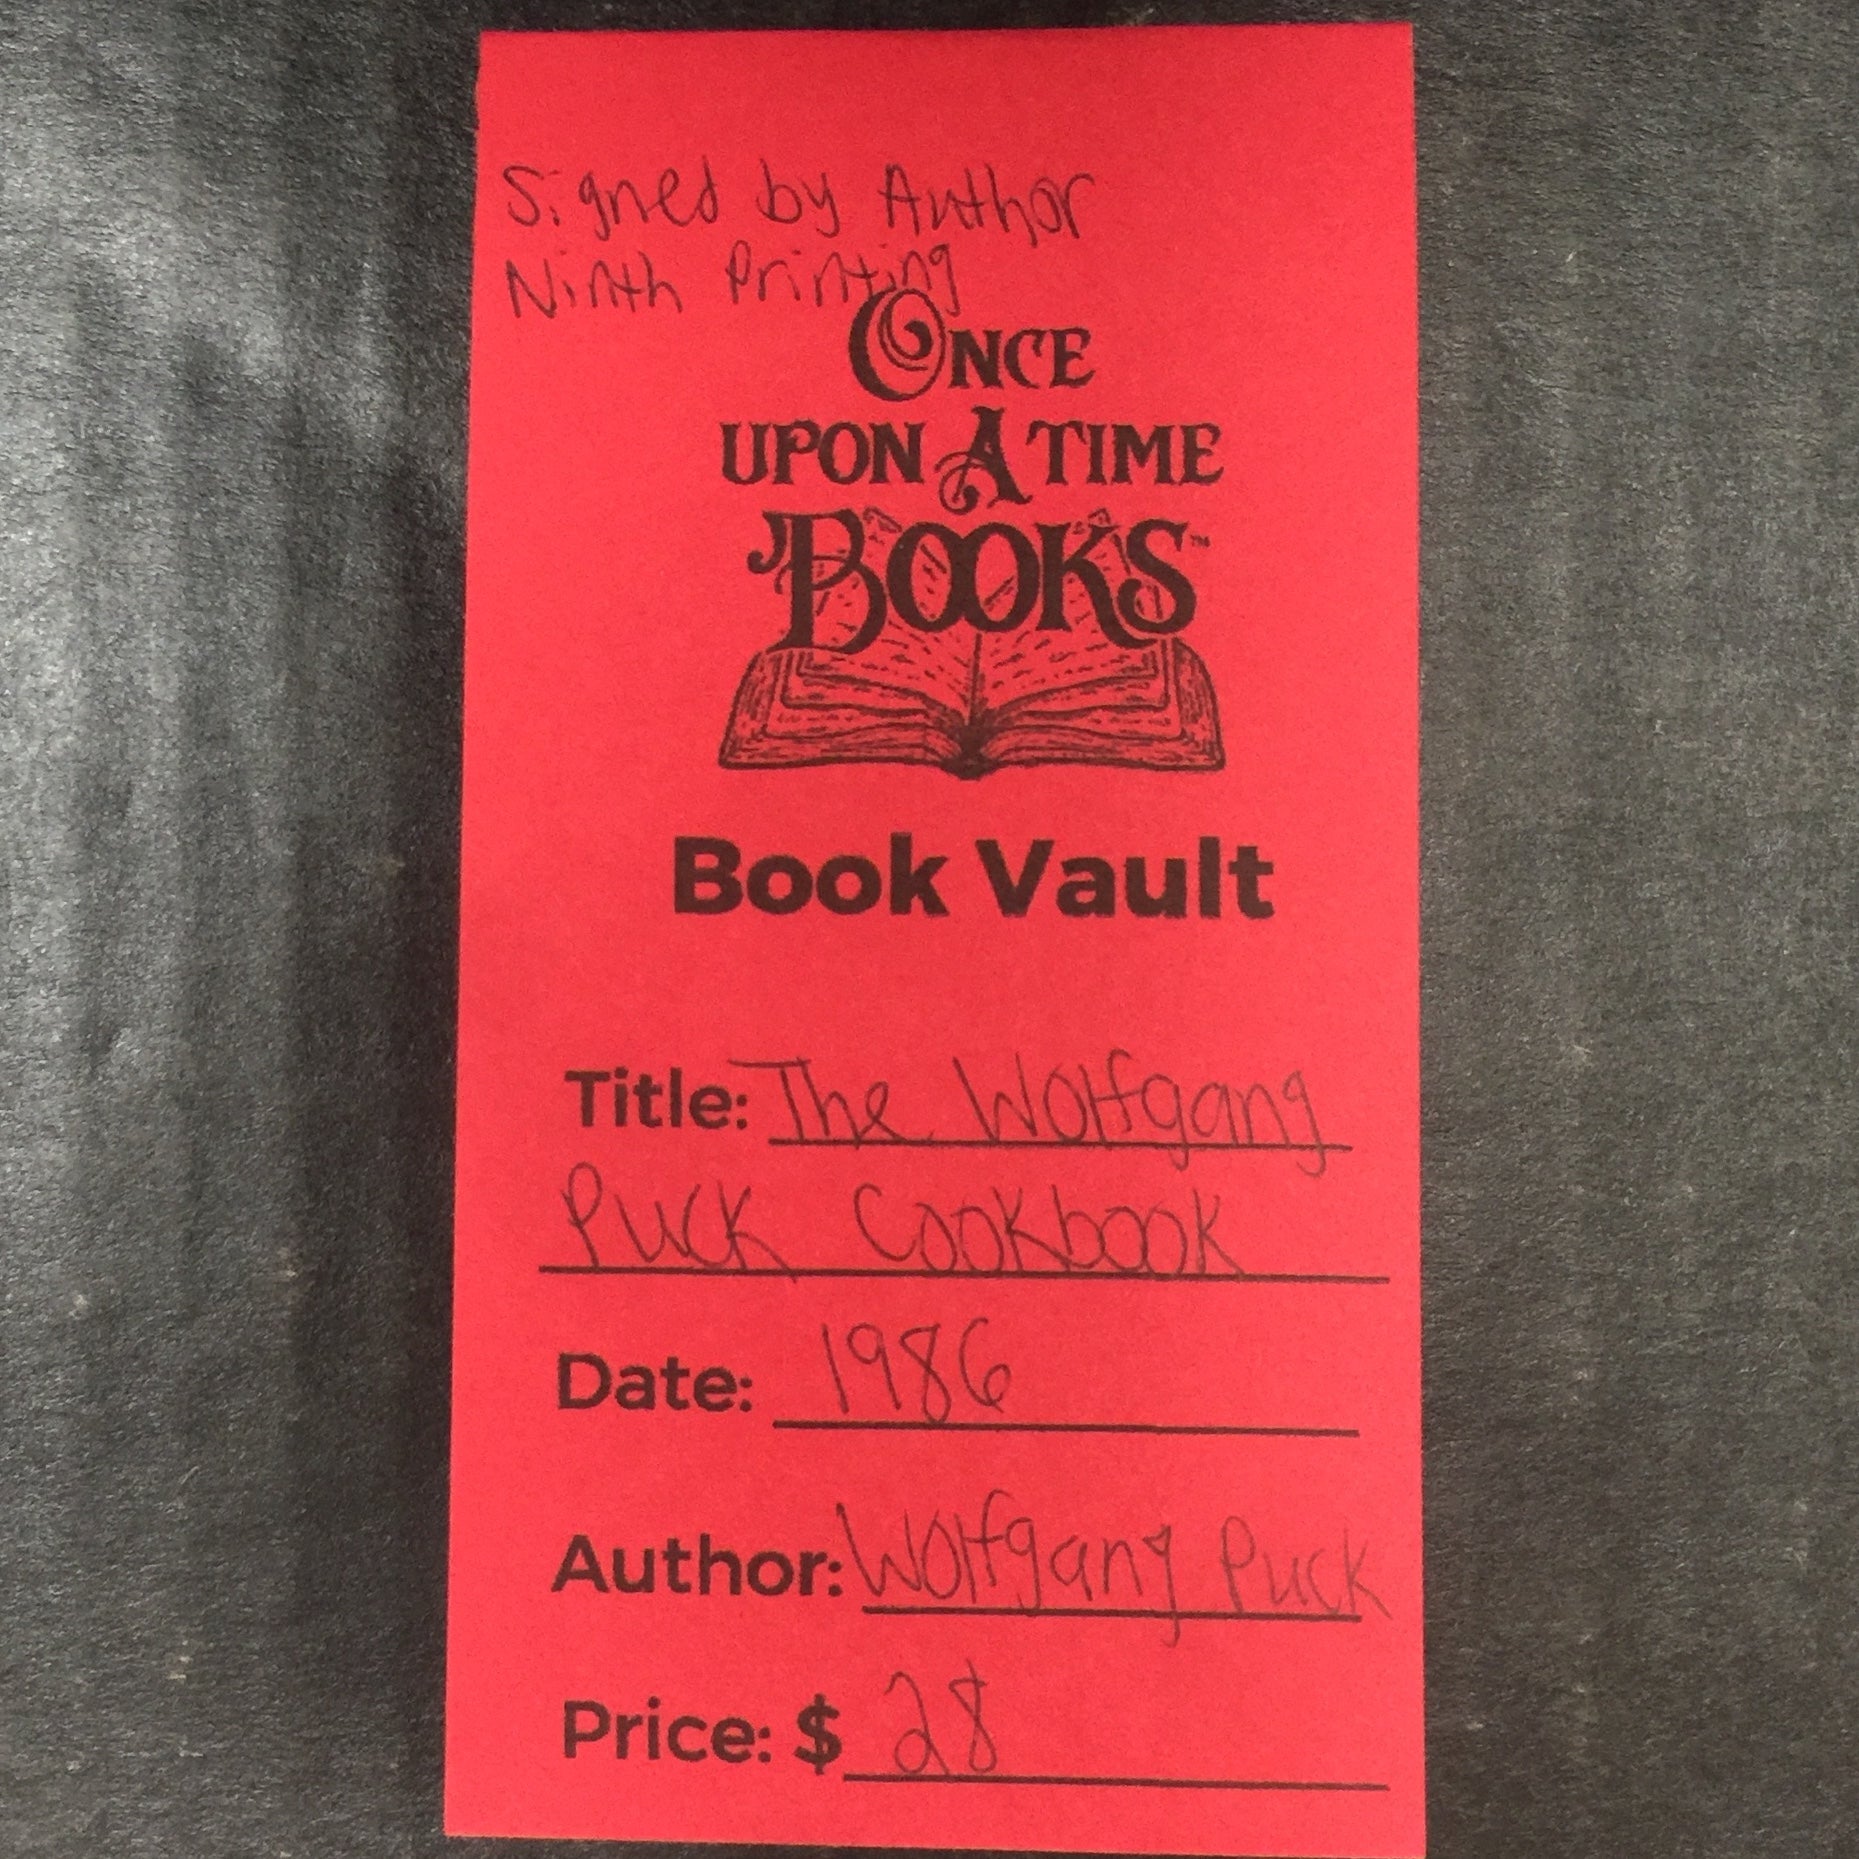 Signed by Author
Ninth Printing
ONCE
UPON A TIME
BOOKS™
Book Vault
Title: The Wolfgang
Puck Cookbook
Date: 1986
Author: Wolfgang Puck
Price: $ 28